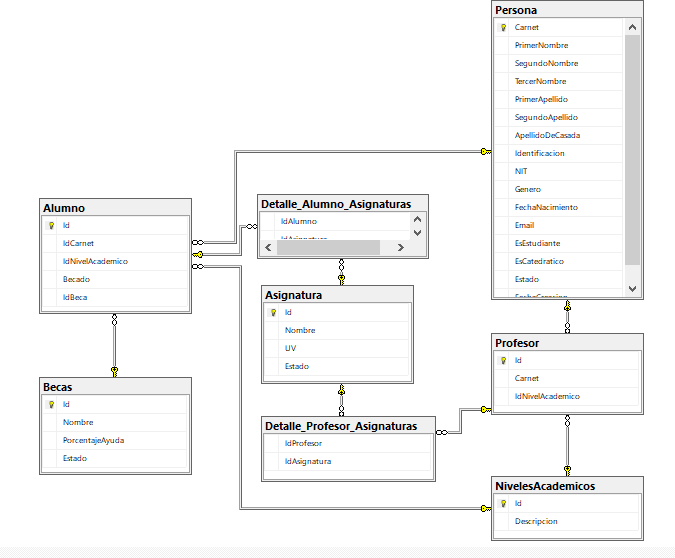 Persona
Carnet
PrimerNombre
SegundoNombre
TercerNombre
PrimerApellido
SegundoApellido
ApellidoDeCasada
Identificacion
NIT
Genero
FechaNacimiento
Email
EsEstudiante
EsCatedratico
Estado
FechaCreacion
Alumno
Id
IdCarnet
IdNivelAcademico
Becado
IdBeca
Detalle_Alumno_Asignaturas
IdAlumno
IdAsignatura
Asignatura
Id
Nombre
UV
Estado
Profesor
Id
Carnet
IdNivelAcademico
Becas
Id
Nombre
PorcentajeAyuda
Estado
Detalle_Profesor_Asignaturas
IdProfesor
IdAsignatura
NivelesAcademicos
Id
Descripcion